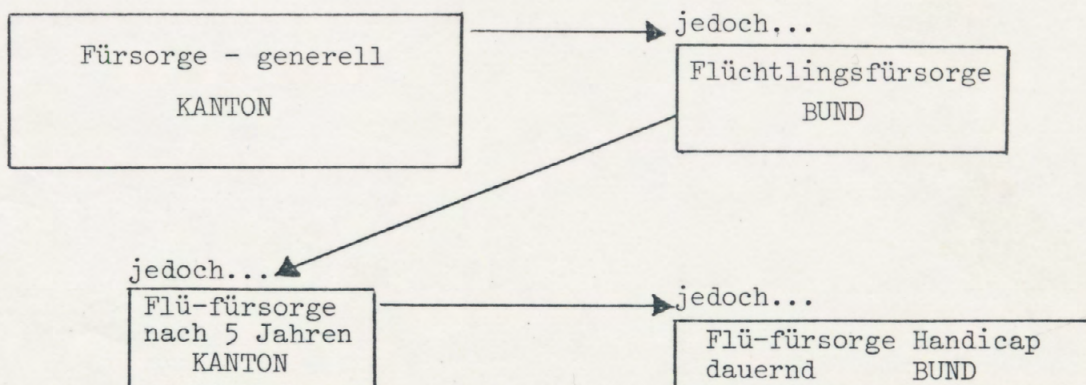 Fürsorge - generell
KANTON
jedoch...
Flüchtlingsfürsorge
BUND
jedoch...
Flü-fürsorge
nach 5 Jahren
KANTON
jedoch...
Flü-fürsorge Handicap
dauernd BUND